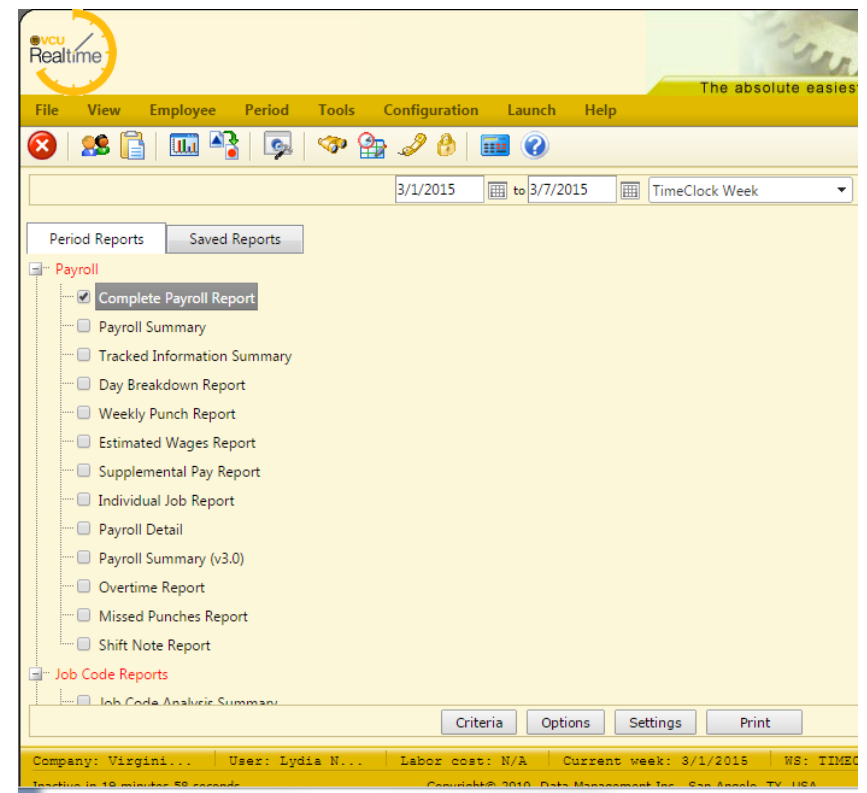 VCU
Realtime
The absolute easies
File View Employee Period Tools Configuration Launch Help
3/1/2015 to 3/7/2015 TimeClock Week
Period Reports Saved Reports
Payroll
Complete Payroll Report
Payroll Summary
Tracked Information Summary
Day Breakdown Report
Weekly Punch Report
Estimated Wages Report
Supplemental Pay Report
Individual Job Report
Payroll Detail
Payroll Summary (v3.0)
Overtime Report
Missed Punches Report
Shift Note Report
Job Code Reports
Job Code Analysis Summary
Criteria Options Settings Print
Company: Virgini... User: Lydia N... Labor cost: N/A Current week: 3/1/2015 WS: TIMEC
Inactive in 19 minutes 58 seconds Copyright© 2010 Data Management Inc. San Angelo, TX, USA